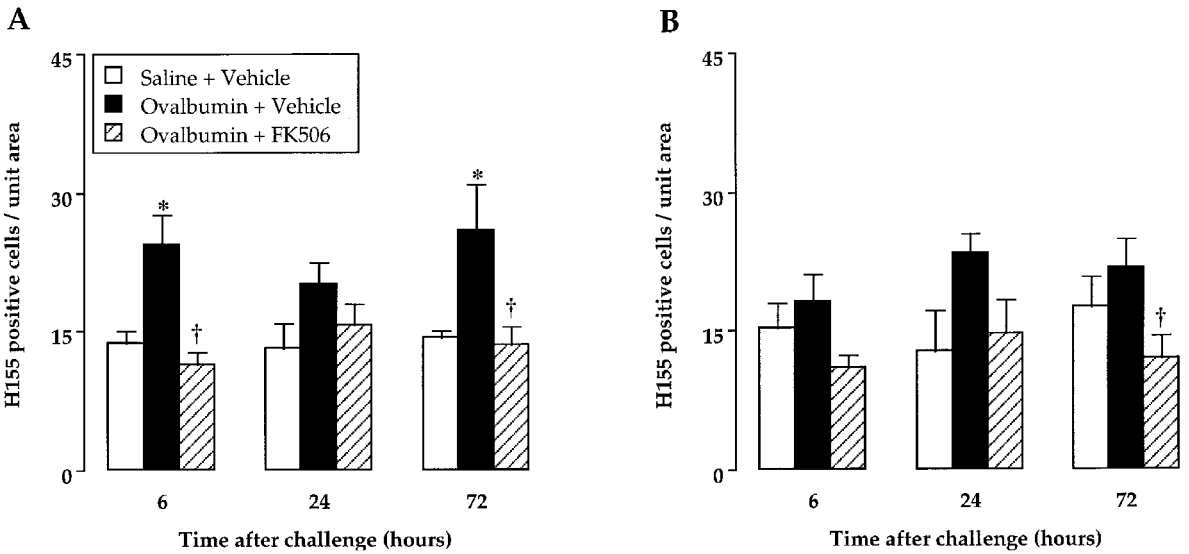 A
B
45
30
15
0
H155 positive cells / unit area
Saline + Vehicle
Ovalbumin + Vehicle
Ovalbumin + FK506
*
†
*
†
6
24
72
Time after challenge (hours)
45
30
15
0
H155 positive cells / unit area
†
6
24
72
Time after challenge (hours)